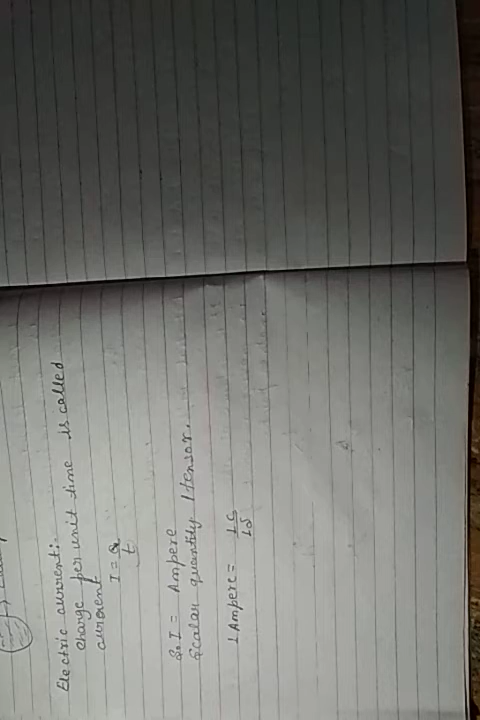 Electric current:-
charge per unit time is called
current
I = Q/t
I = Ampere
Scalar quantity / tensor.
1 Ampere = 1C/1S